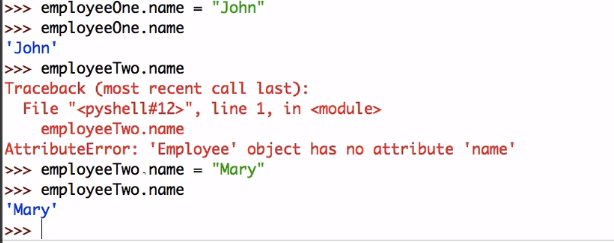 >>> employeeOne.name = "John"
>>> employeeOne.name
'John'
>>> employeeTwo.name
Traceback (most recent call last):
  File "<pyshell#12>", line 1, in <module>
    employeeTwo.name
AttributeError: 'Employee' object has no attribute 'name'
>>> employeeTwo.name = "Mary"
>>> employeeTwo.name
'Mary'
>>>